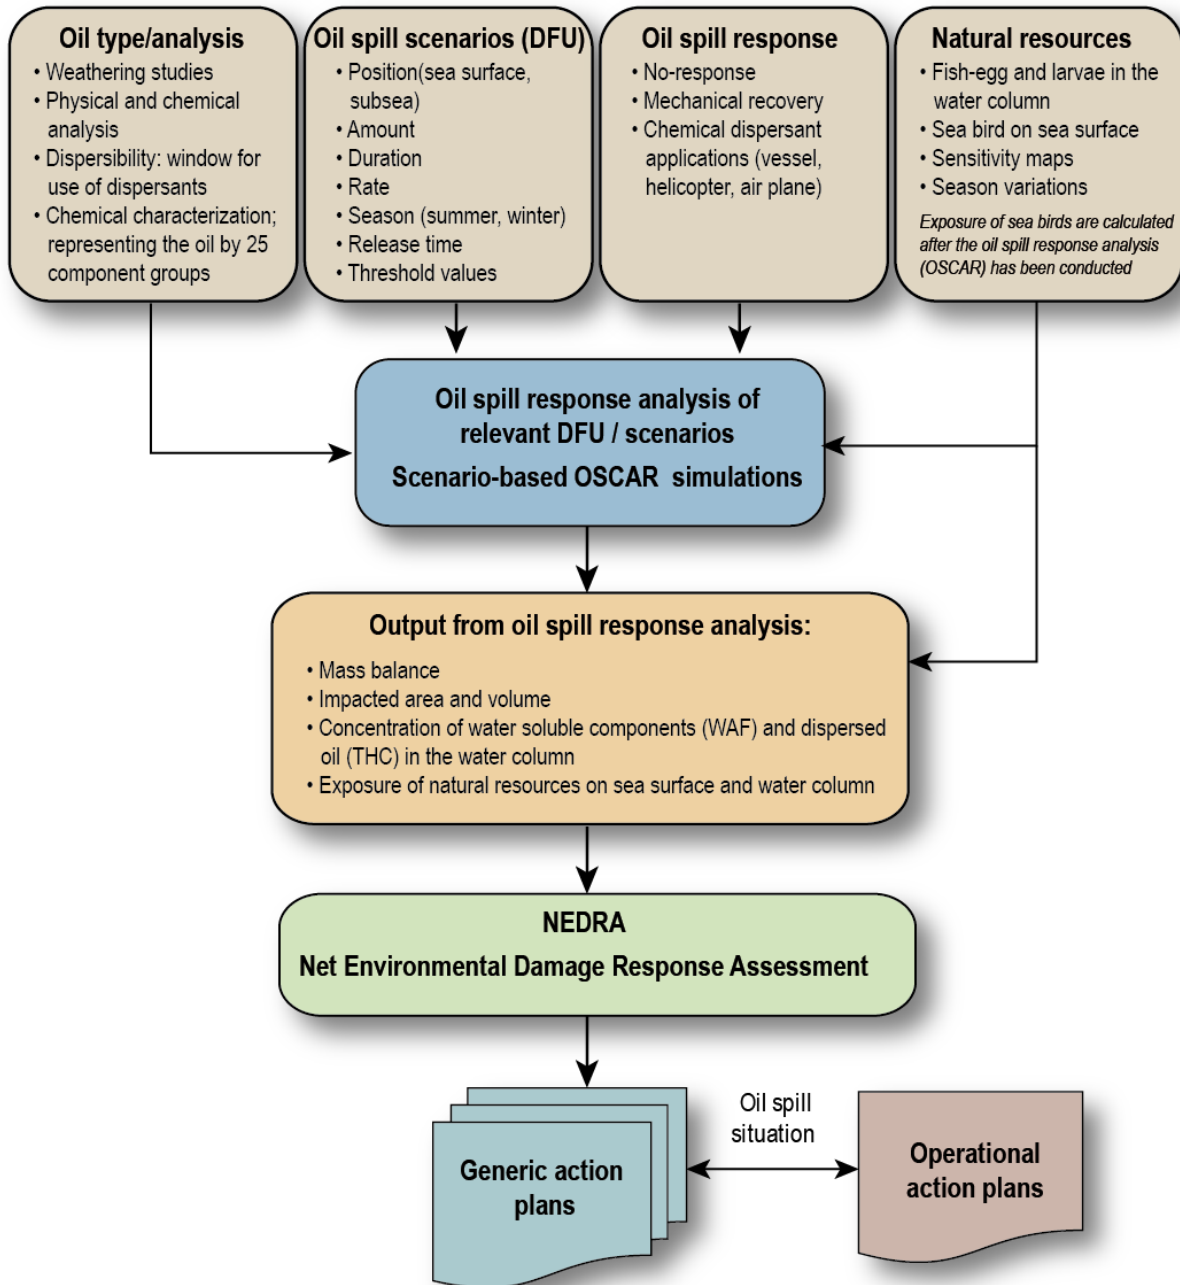 Oil type/analysis
• Weathering studies
• Physical and chemical
analysis
• Dispersibility: window for
use of dispersants
• Chemical characterization;
representing the oil by 25
component groups
Oil spill scenarios (DFU)
• Position(sea surface,
subsea)
• Amount
• Duration
• Rate
• Season (summer, winter)
• Release time
• Threshold values
Oil spill response
• No-response
• Mechanical recovery
• Chemical dispersant
applications (vessel,
helicopter, air plane)
Natural resources
• Fish-egg and larvae in the
water column
• Sea bird on sea surface
• Sensitivity maps
• Season variations
Exposure of sea birds are calculated
after the oil spill response analysis
(OSCAR) has been conducted
Oil spill response analysis of
relevant DFU / scenarios
Scenario-based OSCAR simulations
Output from oil spill response analysis:
• Mass balance
• Impacted area and volume
• Concentration of water soluble components (WAF) and dispersed
oil (THC) in the water column
• Exposure of natural resources on sea surface and water column
NEDRA
Net Environmental Damage Response Assessment
Generic action
plans
Oil spill
situation
Operational
action plans